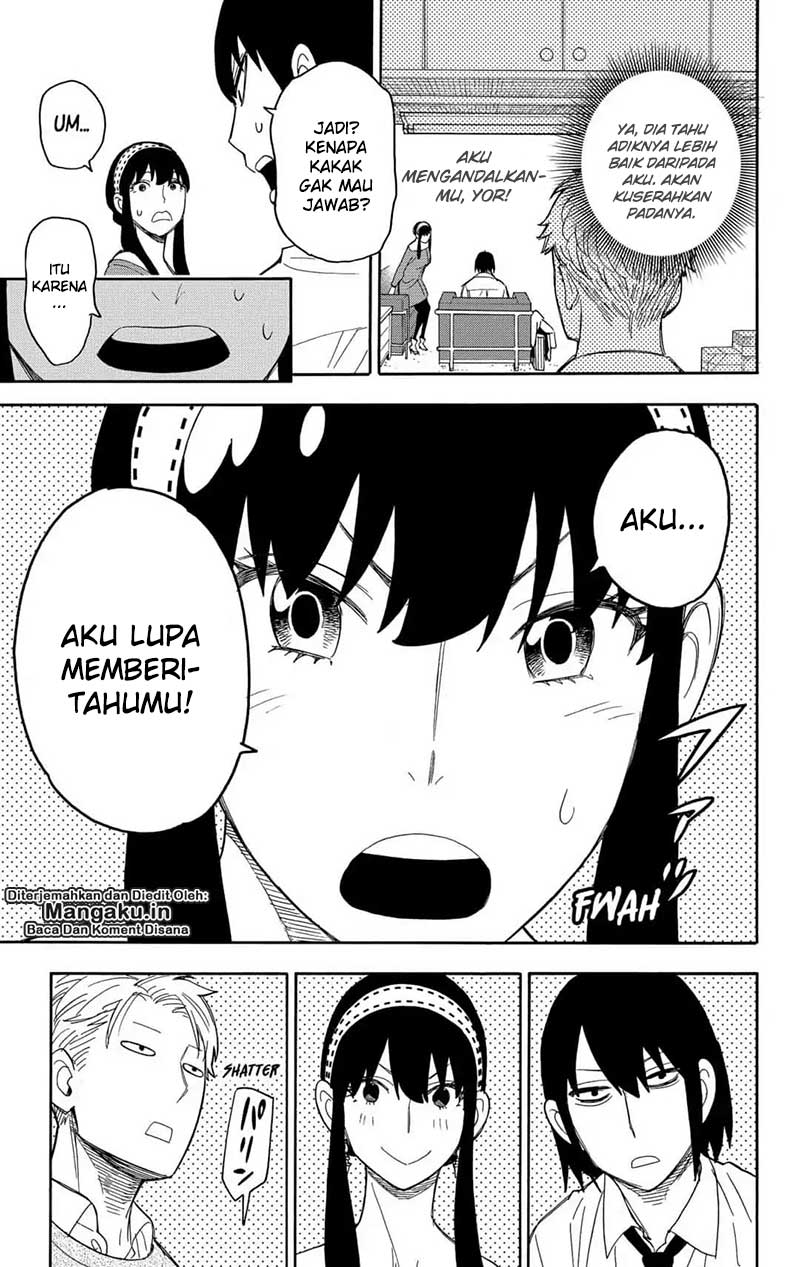 YA, DIA TAHU
ADIKNYA LEBIH
BAIK DARIPADA
AKU. AKAN
KUSERAHKAN
PADANYA.
AKU
MENGANDALKAN-
MU, YOR!
JADI?
KENAPA
KAKAK
GAK MAU
JAWAB?
UM...
ITU
KARENA
...
AKU...
AKU LUPA
MEMBERI-
TAHUMU!
FWAH
Diterjemahkan dan Diedit Oleh:
Mangaku.in
Baca Dan Koment Disana
SHATTER
パリン